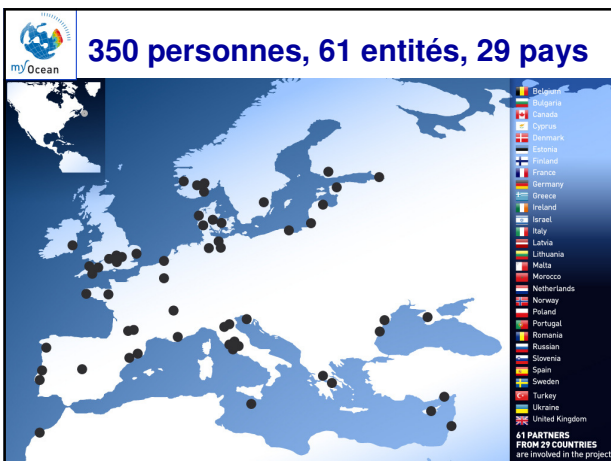 350 personnes, 61 entités, 29 pays
myOcean
Belgium
Bulgaria
Canada
Cyprus
Denmark
Estonia
Finland
France
Germany
Greece
Ireland
Israel
Italy
Latvia
Lithuania
Malta
Morocco
Netherlands
Norway
Poland
Portugal
Romania
Russian
Slovenia
Spain
Sweden
Turkey
Ukraine
United Kingdom
61 PARTNERS
FROM 29 COUNTRIES
are involved in the project